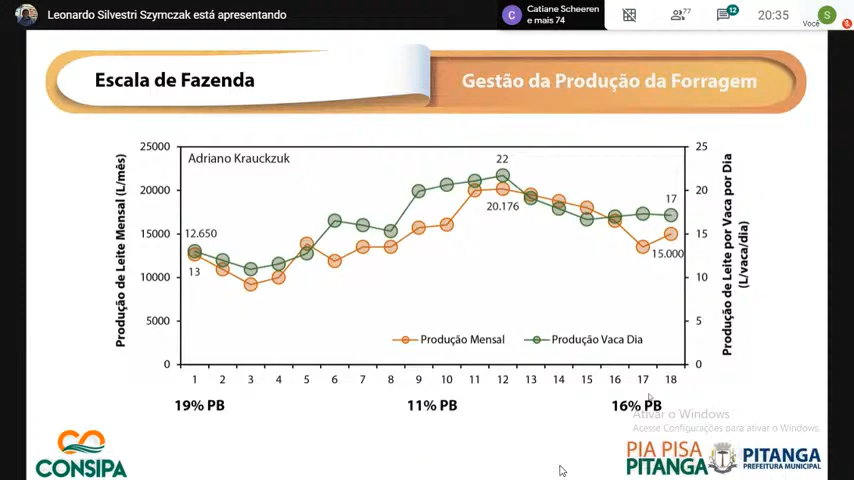 Leonardo Silvestri Szymczak está apresentando
C
Catiane Scheeren
e mais 74
77
12
20:35
S
Você
Escala de Fazenda
Gestão da Produção da Forragem
Adriano Krauckzuk
Produção de Leite Mensal (L/mês)
25000
20000
15000
10000
5000
0
12.650
13
22
20.176
17
15.000
Produção Mensal
Produção Vaca Dia
25
20
15
10
5
0
Produção de Leite por Vaca por Dia
(L/vaca/dia)
1 2 3 4 5 6 7 8 9 10 11 12 13 14 15 16 17 18
19% PB 11% PB 16% PB
Ativar o Windows
Acesse Configurações para ativar o Windows.
CONSIPA
PIA PISA
PITANGA
PITANGA
PREFEITURA MUNICIPAL